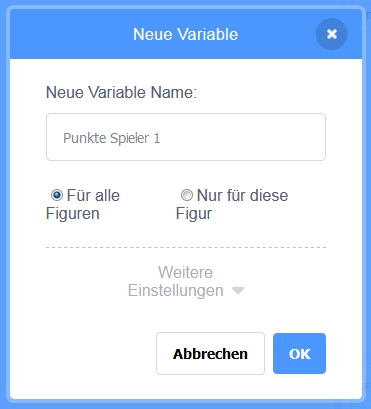 Neue Variable
Neue Variable Name:
Punkte Spieler 1
Für alle Figuren
Nur für diese Figur
Weitere
Einstellungen
Abbrechen
OK